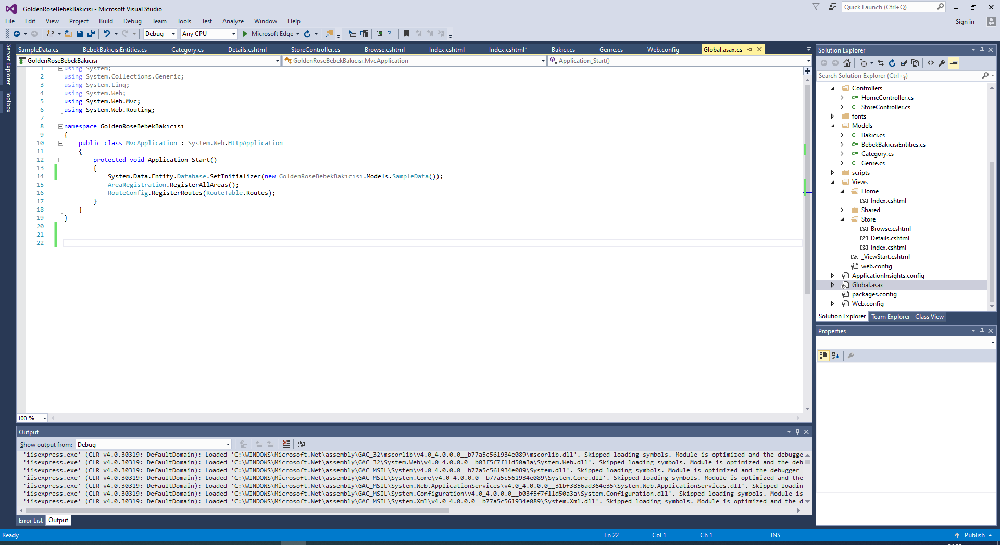 GoldenRoseBebekBakıcısı - Microsoft Visual Studio
Quick Launch (Ctrl+Q)
File Edit View Project Build Debug Team Tools Test Analyze Window Help
Sign in
Debug Any CPU Microsoft Edge
Server Explorer
Toolbox
SampleData.cs BebekBakıcısıEntities.cs Category.cs Details.cshtml StoreController.cs Browse.cshtml Index.cshtml Index.cshtml* Bakıcı.cs Genre.cs Web.config Global.asax.cs
GoldenRoseBebekBakıcısı GoldenRoseBebekBakıcısı.MvcApplication Application_Start()
1 using System;
2 using System.Collections.Generic;
3 using System.Linq;
4 using System.Web;
5 using System.Web.Mvc;
6 using System.Web.Routing;
7
8 namespace GoldenRoseBebekBakıcısı
9 {
10 public class MvcApplication : System.Web.HttpApplication
11 {
12 protected void Application_Start()
13 {
14 System.Data.Entity.Database.SetInitializer(new GoldenRoseBebekBakıcısı.Models.SampleData());
15 AreaRegistration.RegisterAllAreas();
16 RouteConfig.RegisterRoutes(RouteTable.Routes);
17 }
18 }
19 }
20
21
22
100 %
Output
Show output from: Debug
'iisexpress.exe' (CLR v4.0.30319: DefaultDomain): Loaded 'C:\WINDOWS\Microsoft.Net\assembly\GAC_32\mscorlib\v4.0_4.0.0.0__b77a5c561934e089\mscorlib.dll'. Skipped loading symbols. Module is optimized and the debugge
'iisexpress.exe' (CLR v4.0.30319: DefaultDomain): Loaded 'C:\WINDOWS\Microsoft.Net\assembly\GAC_32\System.Web\v4.0_4.0.0.0__b03f5f7f11d50a3a\System.Web.dll'. Skipped loading symbols. Module is optimized and the deb
'iisexpress.exe' (CLR v4.0.30319: DefaultDomain): Loaded 'C:\WINDOWS\Microsoft.Net\assembly\GAC_MSIL\System\v4.0_4.0.0.0__b77a5c561934e089\System.dll'. Skipped loading symbols. Module is optimized and the debugger
'iisexpress.exe' (CLR v4.0.30319: DefaultDomain): Loaded 'C:\WINDOWS\Microsoft.Net\assembly\GAC_MSIL\System.Core\v4.0_4.0.0.0__b77a5c561934e089\System.Core.dll'. Skipped loading symbols. Module is optimized and the
'iisexpress.exe' (CLR v4.0.30319: DefaultDomain): Loaded 'C:\WINDOWS\Microsoft.Net\assembly\GAC_MSIL\System.Web.ApplicationServices\v4.0_4.0.0.0__31bf3856ad364e35\System.Web.ApplicationServices.dll'. Skipped loadin
'iisexpress.exe' (CLR v4.0.30319: DefaultDomain): Loaded 'C:\WINDOWS\Microsoft.Net\assembly\GAC_MSIL\System.Configuration\v4.0_4.0.0.0__b03f5f7f11d50a3a\System.Configuration.dll'. Skipped loading symbols. Module is
'iisexpress.exe' (CLR v4.0.30319: DefaultDomain): Loaded 'C:\WINDOWS\Microsoft.Net\assembly\GAC_MSIL\System.Xml\v4.0_4.0.0.0__b77a5c561934e089\System.Xml.dll'. Skipped loading symbols. Module is optimized and the d
Error List Output
Solution Explorer
Search Solution Explorer (Ctrl+ş)
Controllers
C# HomeController.cs
C# StoreController.cs
fonts
Models
C# Bakıcı.cs
C# BebekBakıcısıEntities.cs
C# Category.cs
C# Genre.cs
scripts
Views
Home
[@] Index.cshtml
Shared
Store
[@] Browse.cshtml
[@] Details.cshtml
[@] Index.cshtml
[@] _ViewStart.cshtml
web.config
ApplicationInsights.config
Global.asax
packages.config
Web.config
Solution Explorer Team Explorer Class View
Properties
Ready Ln 22 Col 1 Ch 1 INS Publish